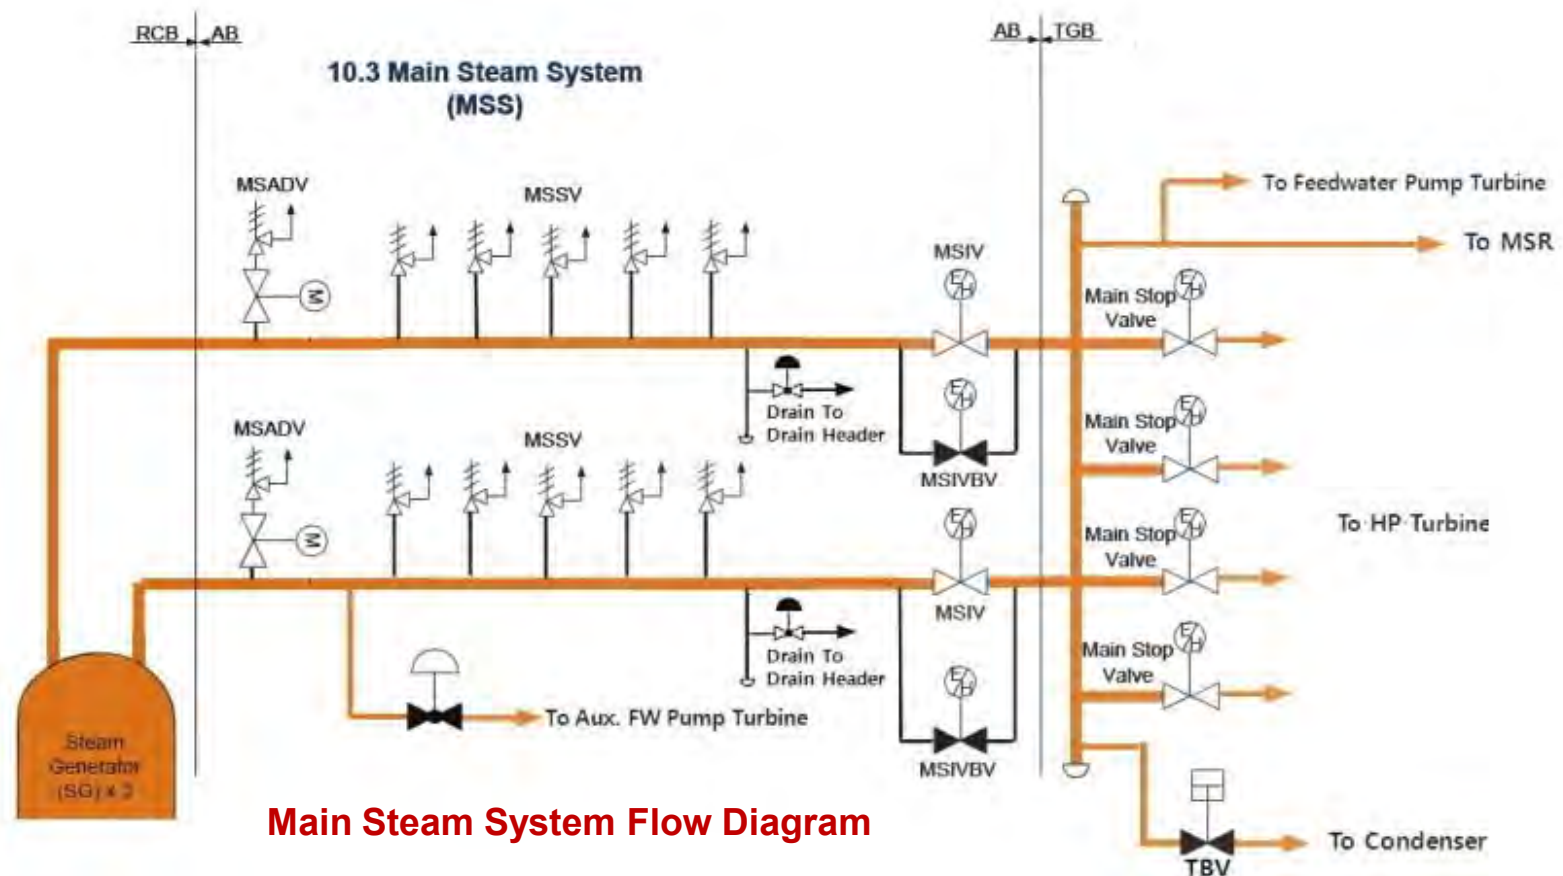 RCB AB
AB TGB
10.3 Main Steam System
(MSS)
MSADV
MSSV
M
MSIV
E/H
E/H
MSIVBV
Drain To
Drain Header
To Feedwater Pump Turbine
To MSR
Main Stop
Valve
E/H
Main Stop
Valve
E/H
MSADV
MSSV
M
E/H
MSIV
E/H
MSIVBV
Drain To
Drain Header
Main Stop
Valve
E/H
To HP Turbine
Main Stop
Valve
E/H
To Aux. FW Pump Turbine
Steam
Generator
(SG) x 2
TBV
To Condenser
Main Steam System Flow Diagram